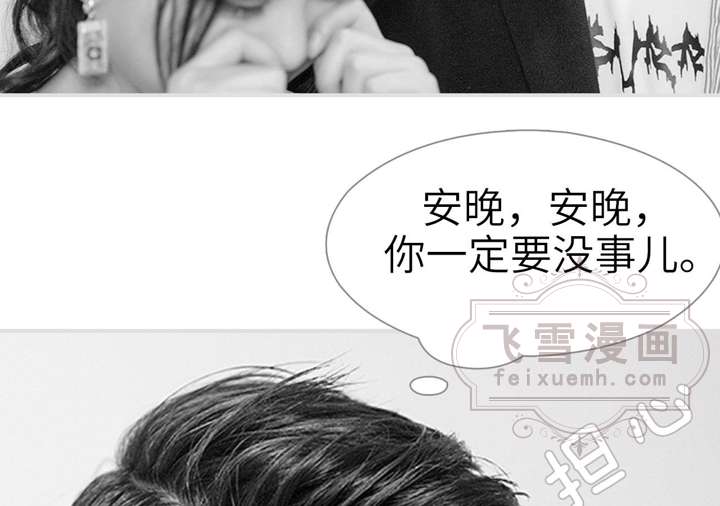 安晚，安晚，
你一定要没事儿。
飞雪漫画
feixuemh.com
担心